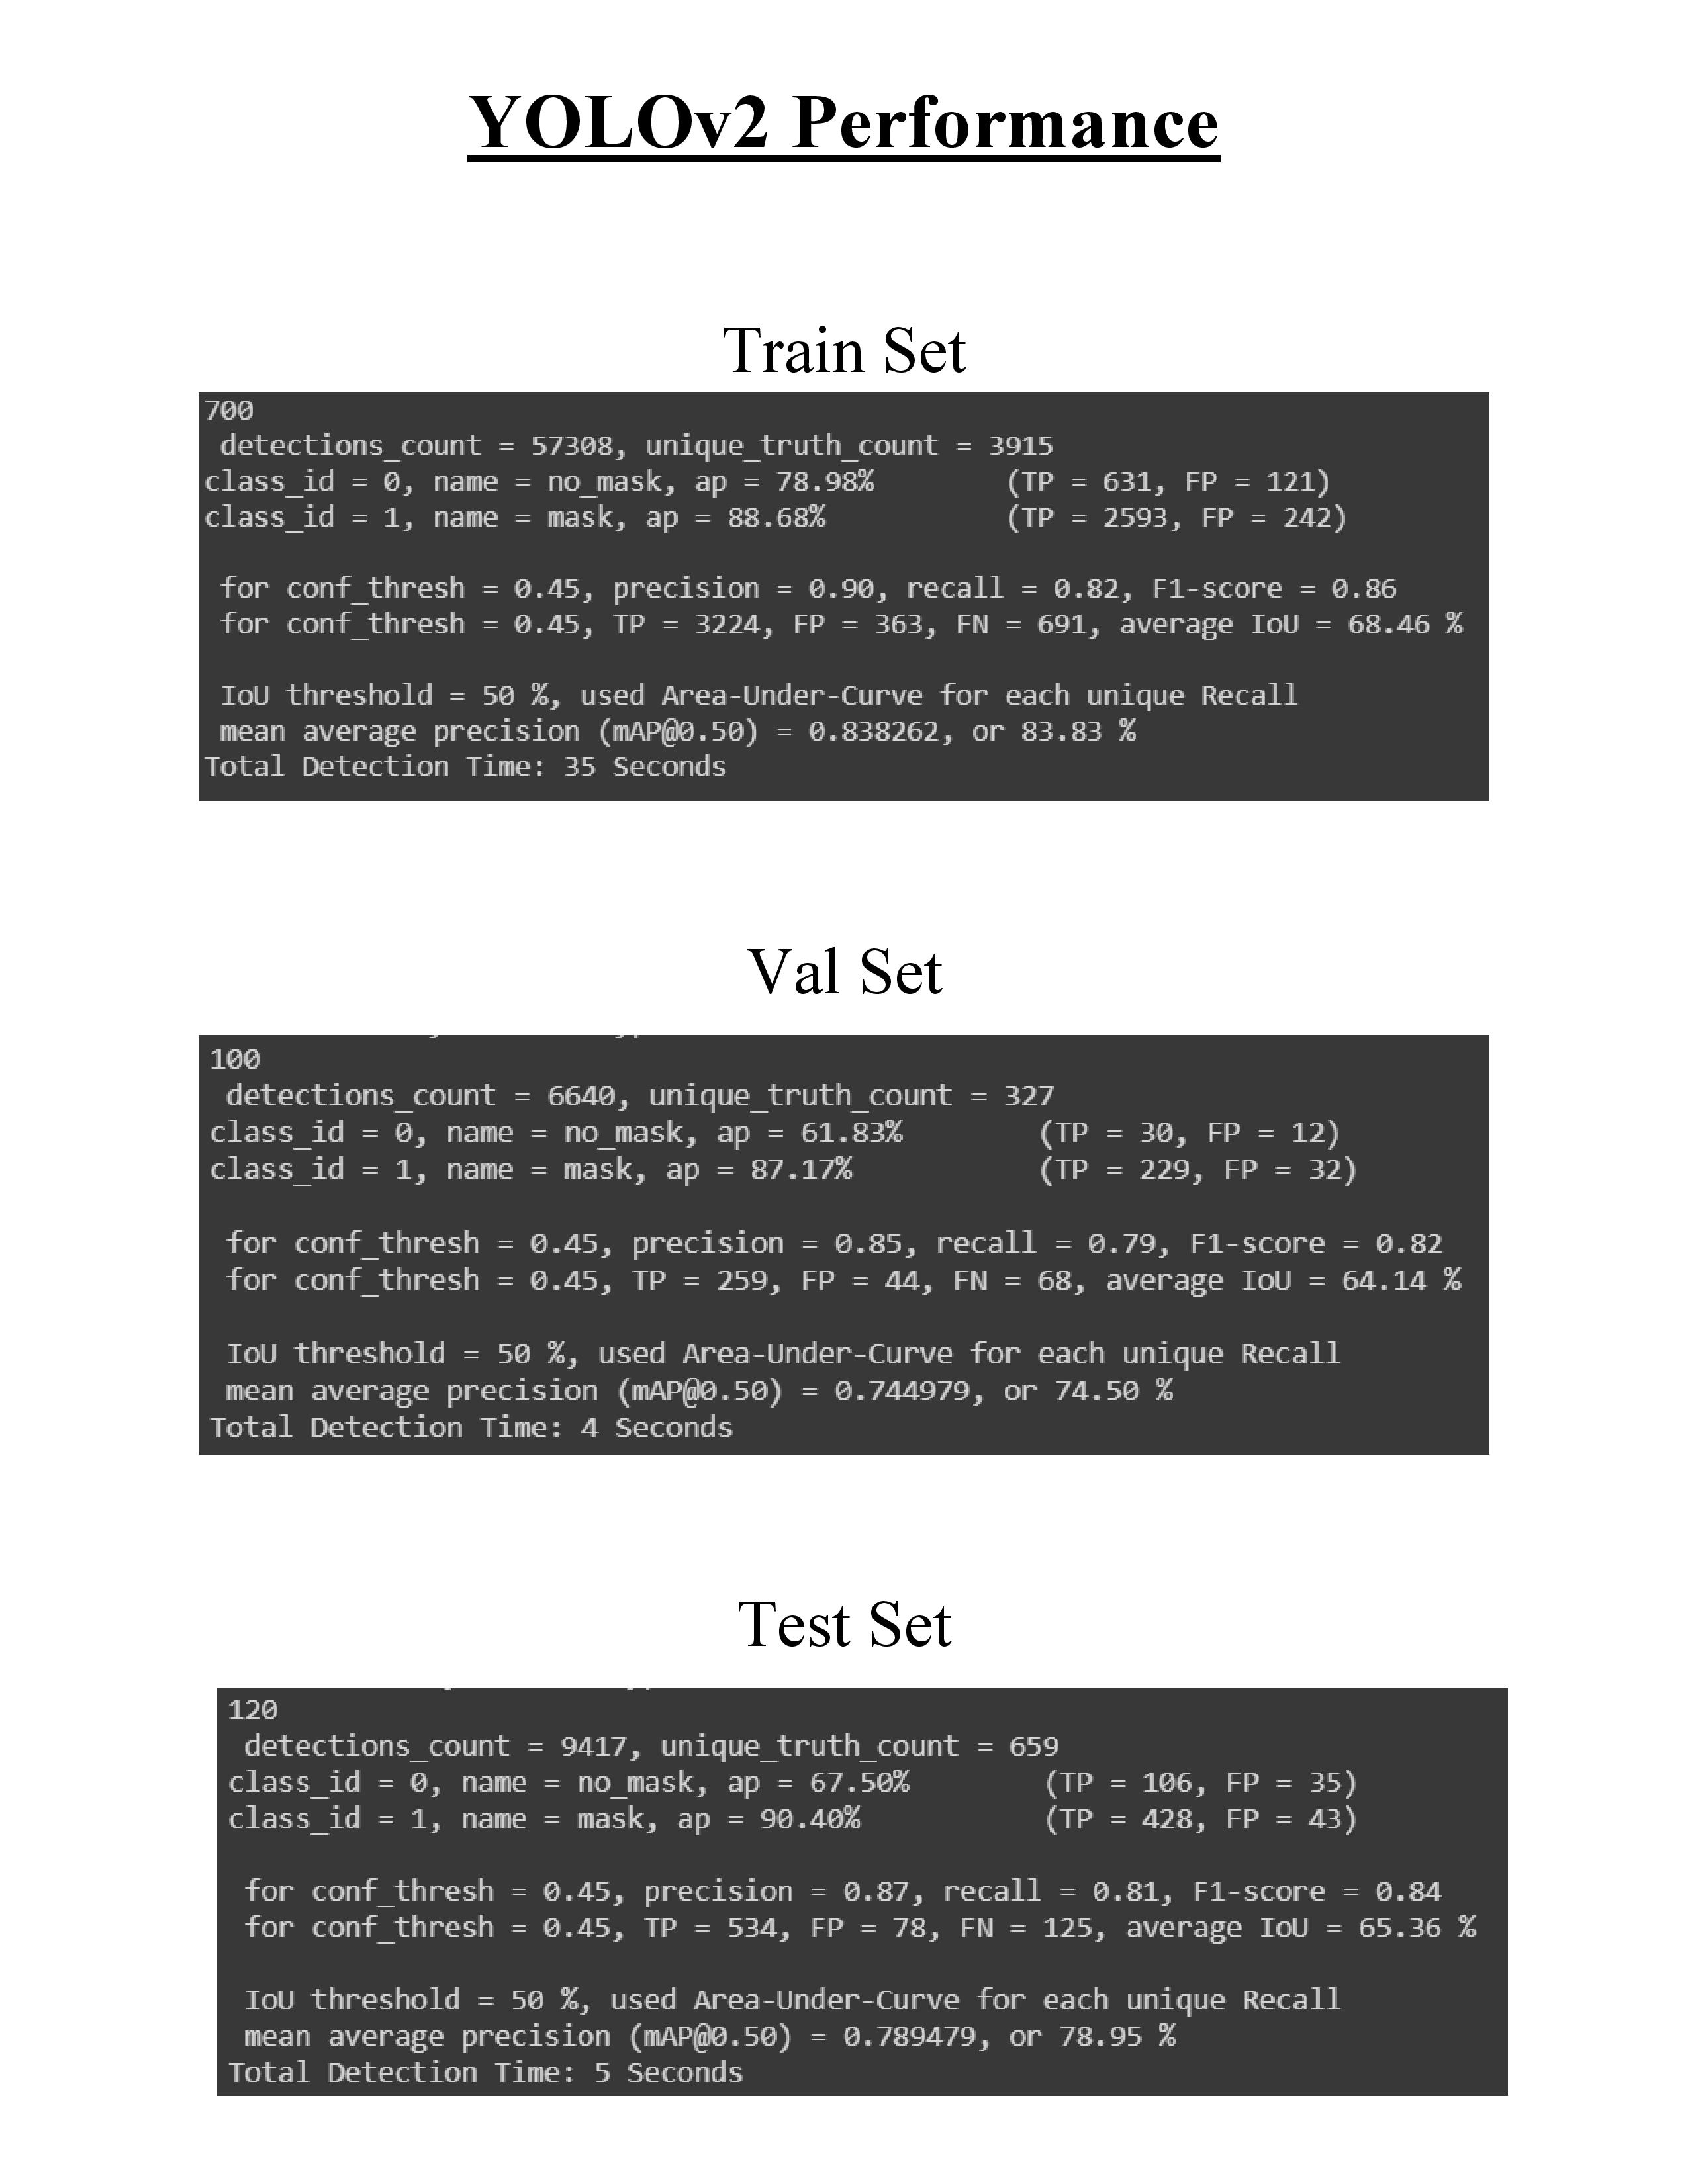 YOLOv2 Performance
Train Set
700
detections_count = 57308, unique_truth_count = 3915
class_id = 0, name = no_mask, ap = 78.98% (TP = 631, FP = 121)
class_id = 1, name = mask, ap = 88.68% (TP = 2593, FP = 242)
for conf_thresh = 0.45, precision = 0.90, recall = 0.82, F1-score = 0.86
for conf_thresh = 0.45, TP = 3224, FP = 363, FN = 691, average IoU = 68.46 %
IoU threshold = 50 %, used Area-Under-Curve for each unique Recall
mean average precision (mAP@0.50) = 0.838262, or 83.83 %
Total Detection Time: 35 Seconds
Val Set
100
detections_count = 6640, unique_truth_count = 327
class_id = 0, name = no_mask, ap = 61.83% (TP = 30, FP = 12)
class_id = 1, name = mask, ap = 87.17% (TP = 229, FP = 32)
for conf_thresh = 0.45, precision = 0.85, recall = 0.79, F1-score = 0.82
for conf_thresh = 0.45, TP = 259, FP = 44, FN = 68, average IoU = 64.14 %
IoU threshold = 50 %, used Area-Under-Curve for each unique Recall
mean average precision (mAP@0.50) = 0.744979, or 74.50 %
Total Detection Time: 4 Seconds
Test Set
120
detections_count = 9417, unique_truth_count = 659
class_id = 0, name = no_mask, ap = 67.50% (TP = 106, FP = 35)
class_id = 1, name = mask, ap = 90.40% (TP = 428, FP = 43)
for conf_thresh = 0.45, precision = 0.87, recall = 0.81, F1-score = 0.84
for conf_thresh = 0.45, TP = 534, FP = 78, FN = 125, average IoU = 65.36 %
IoU threshold = 50 %, used Area-Under-Curve for each unique Recall
mean average precision (mAP@0.50) = 0.789479, or 78.95 %
Total Detection Time: 5 Seconds